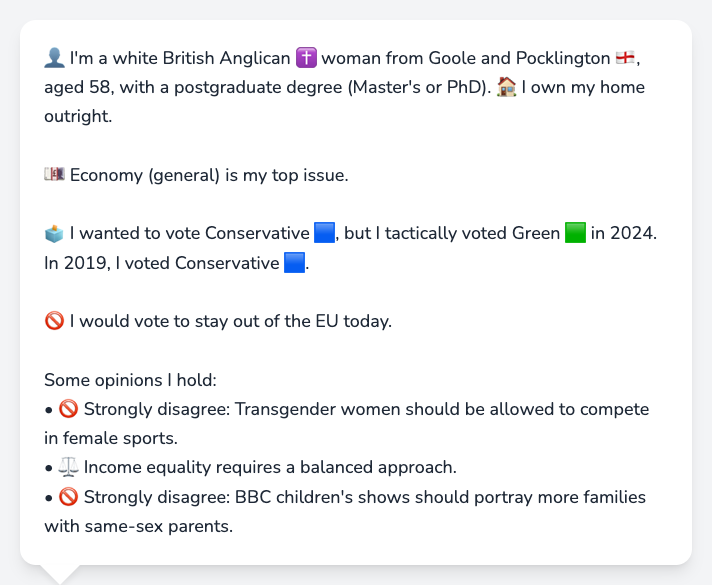 👤 I'm a white British Anglican ✝️ woman from Goole and Pocklington 🏴󠁧󠁢󠁥󠁮󠁧󠁿,
aged 58, with a postgraduate degree (Master's or PhD). 🏠 I own my home
outright.
💷 Economy (general) is my top issue.
🗳️ I wanted to vote Conservative 🟦, but I tactically voted Green 🟩 in 2024.
In 2019, I voted Conservative 🟦.
🚫 I would vote to stay out of the EU today.
Some opinions I hold:
• 🚫 Strongly disagree: Transgender women should be allowed to compete
in female sports.
• ⚖️ Income equality requires a balanced approach.
• 🚫 Strongly disagree: BBC children's shows should portray more families
with same-sex parents.